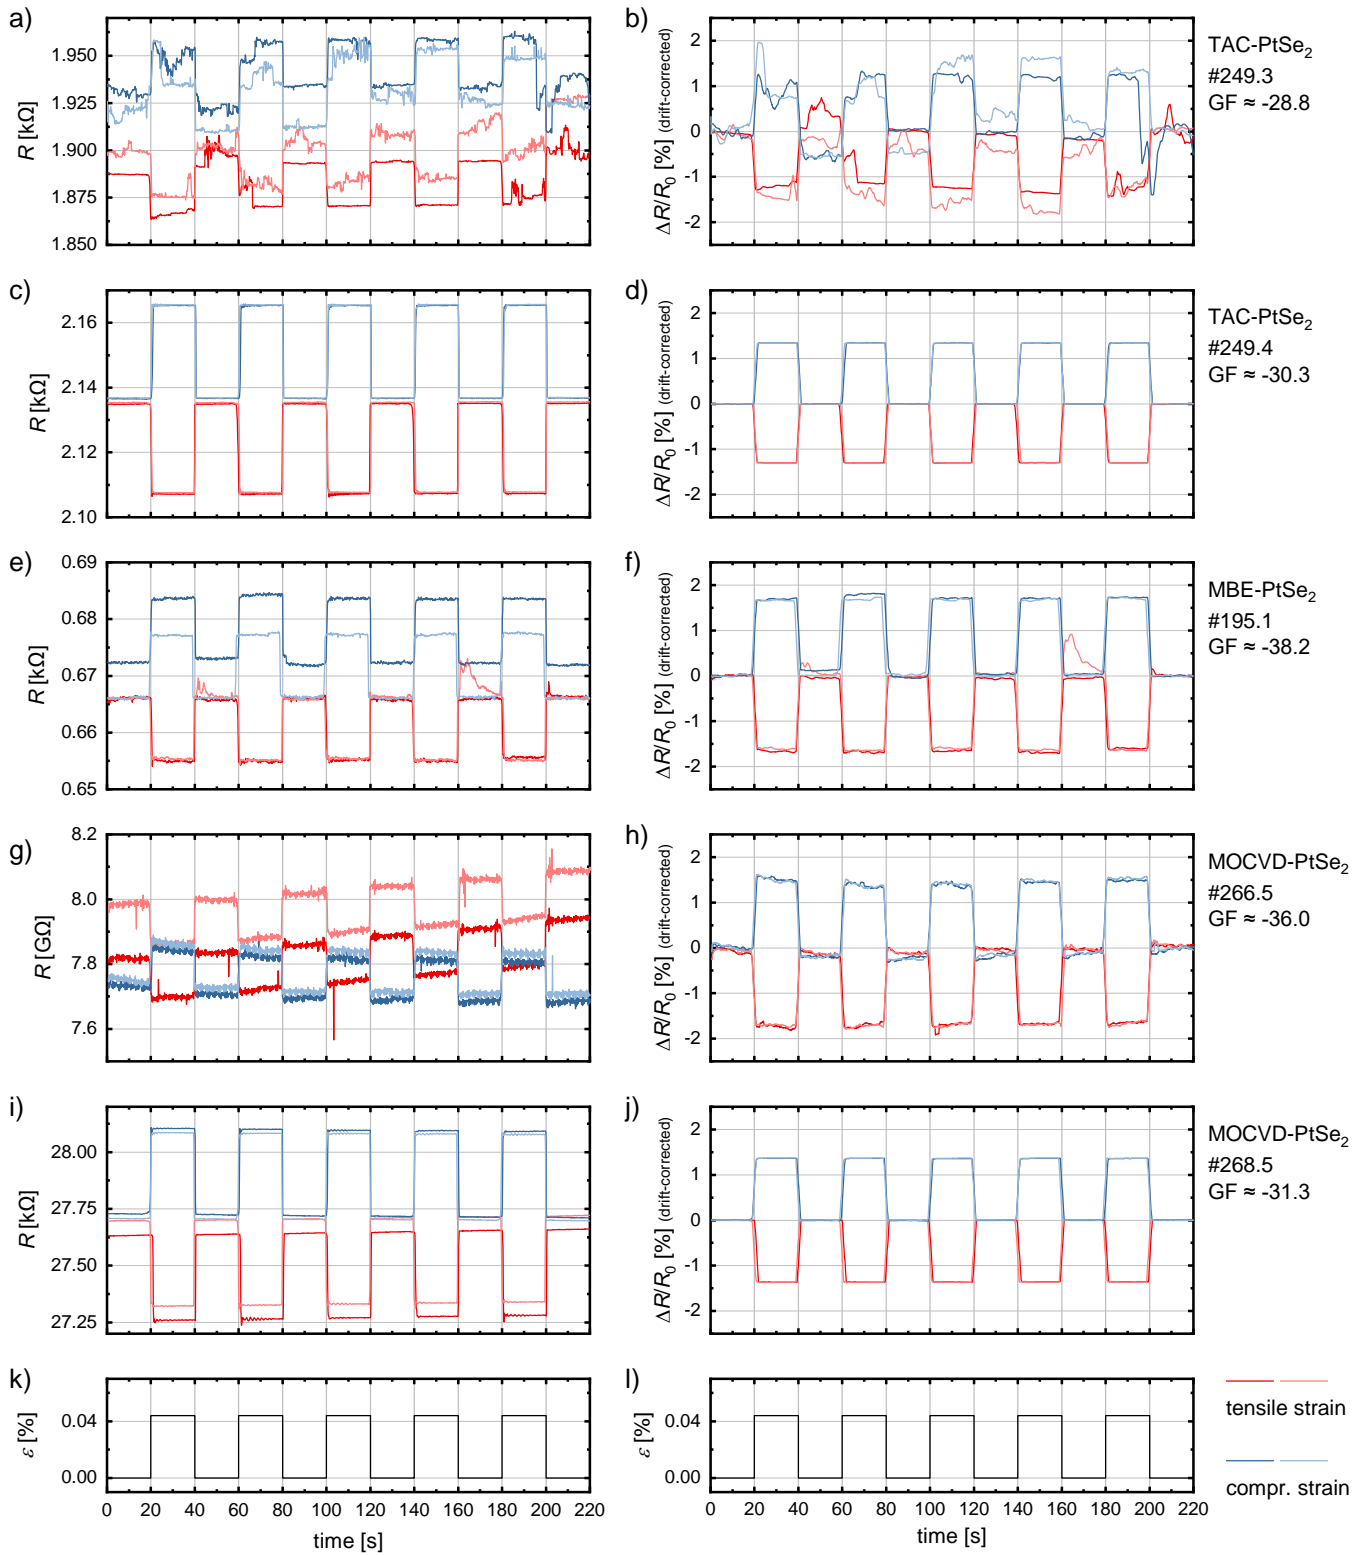 a)
R [kΩ]
1.950
1.925
1.900
1.875
1.850
b)
ΔR/R0 [%] (drift-corrected)
2
1
0
-1
-2
TAC-PtSe2
#249.3
GF ≈ -28.8
c)
R [kΩ]
2.16
2.14
2.12
2.10
d)
ΔR/R0 [%] (drift-corrected)
2
1
0
-1
-2
TAC-PtSe2
#249.4
GF ≈ -30.3
e)
R [kΩ]
0.69
0.68
0.67
0.66
0.65
f)
ΔR/R0 [%] (drift-corrected)
2
1
0
-1
-2
MBE-PtSe2
#195.1
GF ≈ -38.2
g)
R [GΩ]
8.2
8.0
7.8
7.6
h)
ΔR/R0 [%] (drift-corrected)
2
1
0
-1
-2
MOCVD-PtSe2
#266.5
GF ≈ -36.0
i)
R [kΩ]
28.00
27.75
27.50
27.25
j)
ΔR/R0 [%] (drift-corrected)
2
1
0
-1
-2
MOCVD-PtSe2
#268.5
GF ≈ -31.3
k)
ε [%]
0.04
0.00
0 20 40 60 80 100 120 140 160 180 200 220
time [s]
l)
ε [%]
0.04
0.00
0 20 40 60 80 100 120 140 160 180 200 220
time [s]
tensile strain
compr. strain